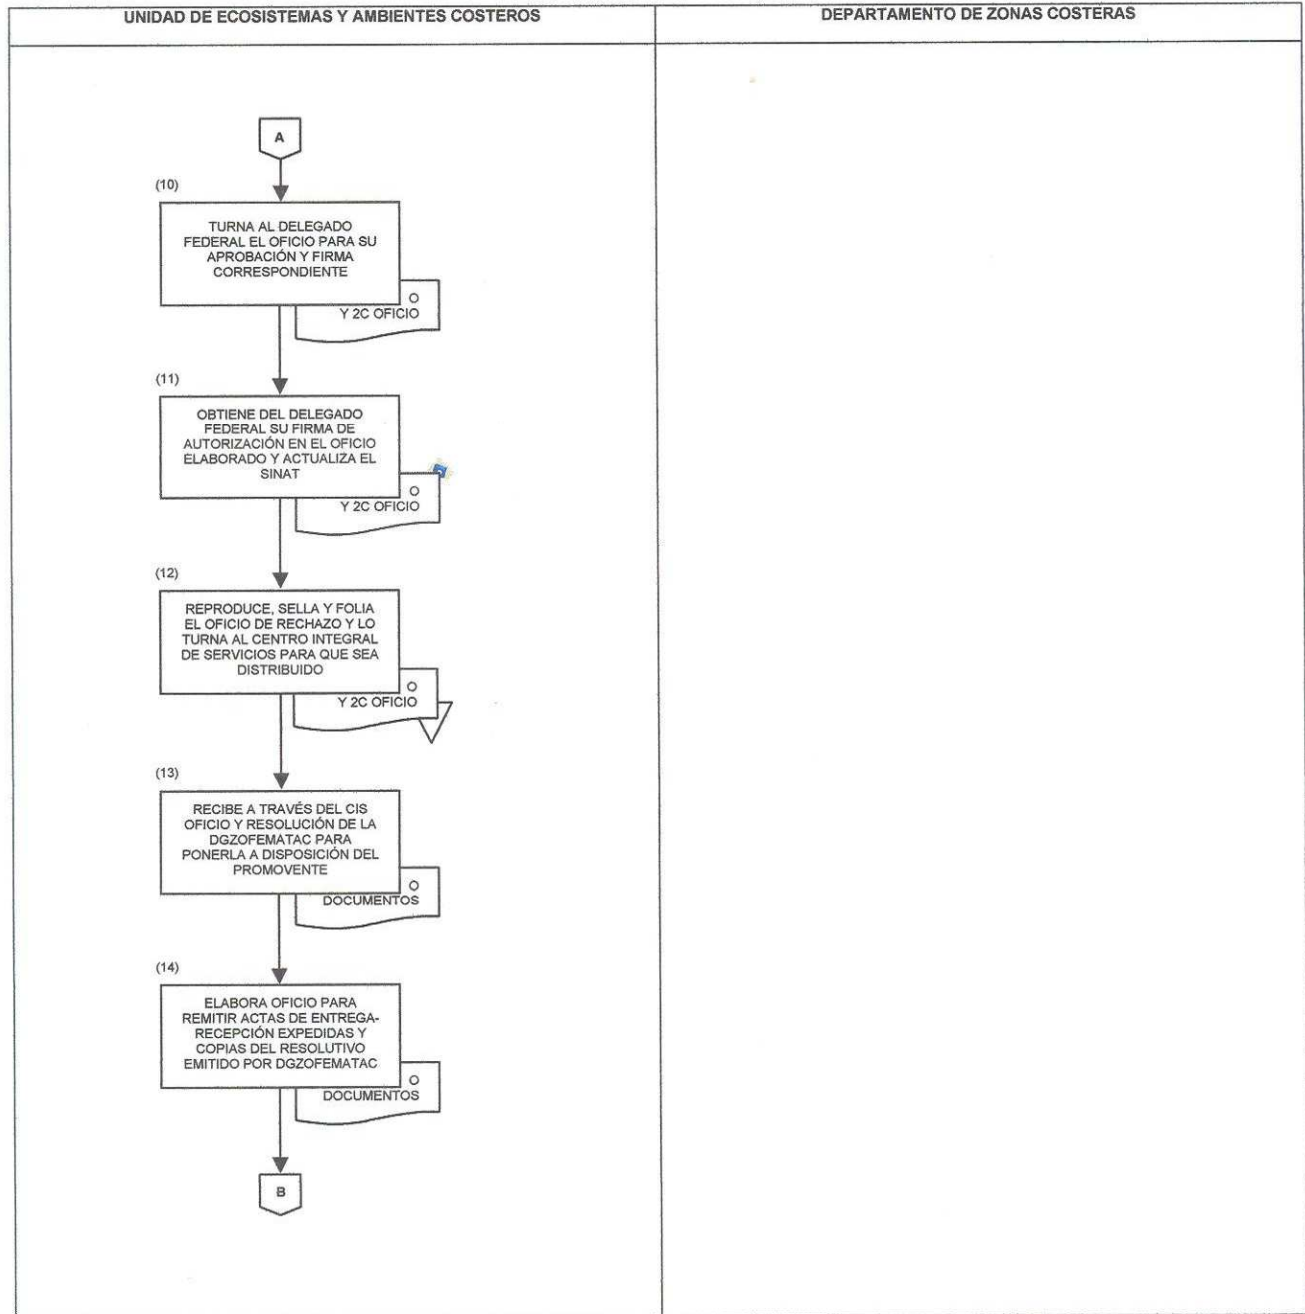 UNIDAD DE ECOSISTEMAS Y AMBIENTES COSTEROS
DEPARTAMENTO DE ZONAS COSTERAS
A
(10)
TURNA AL DELEGADO
FEDERAL EL OFICIO PARA SU
APROBACIÓN Y FIRMA
CORRESPONDIENTE
O
Y 2C OFICIO
(11)
OBTIENE DEL DELEGADO
FEDERAL SU FIRMA DE
AUTORIZACIÓN EN EL OFICIO
ELABORADO Y ACTUALIZA EL
SINAT
O
Y 2C OFICIO
(12)
REPRODUCE, SELLA Y FOLIA
EL OFICIO DE RECHAZO Y LO
TURNA AL CENTRO INTEGRAL
DE SERVICIOS PARA QUE SEA
DISTRIBUIDO
O
Y 2C OFICIO
(13)
RECIBE A TRAVÉS DEL CIS
OFICIO Y RESOLUCIÓN DE LA
DGZOFEMATAC PARA
PONERLA A DISPOSICIÓN DEL
PROMOVENTE
O
DOCUMENTOS
(14)
ELABORA OFICIO PARA
REMITIR ACTAS DE ENTREGA-
RECEPCIÓN EXPEDIDAS Y
COPIAS DEL RESOLUTIVO
EMITIDO POR DGZOFEMATAC
O
DOCUMENTOS
B